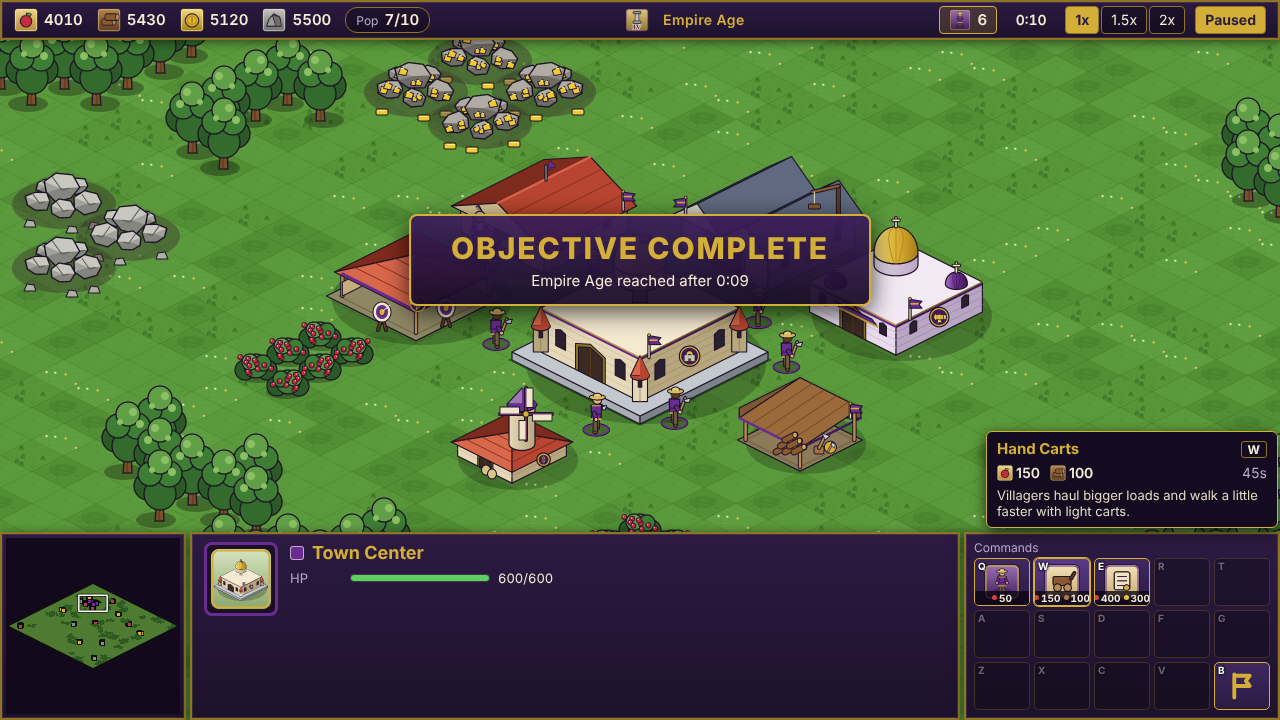 4010
5430
5120
5500
Pop 7/10
Empire Age
6
0:10
1x
1.5x
2x
Paused
OBJECTIVE COMPLETE
Empire Age reached after 0:09
Hand Carts
W
150
100
45s
Villagers haul bigger loads and walk a little
faster with light carts.
Town Center
HP
600/600
Commands
Q
50
W
150
100
E
400
300
R
T
A
S
D
F
G
Z
X
C
V
B